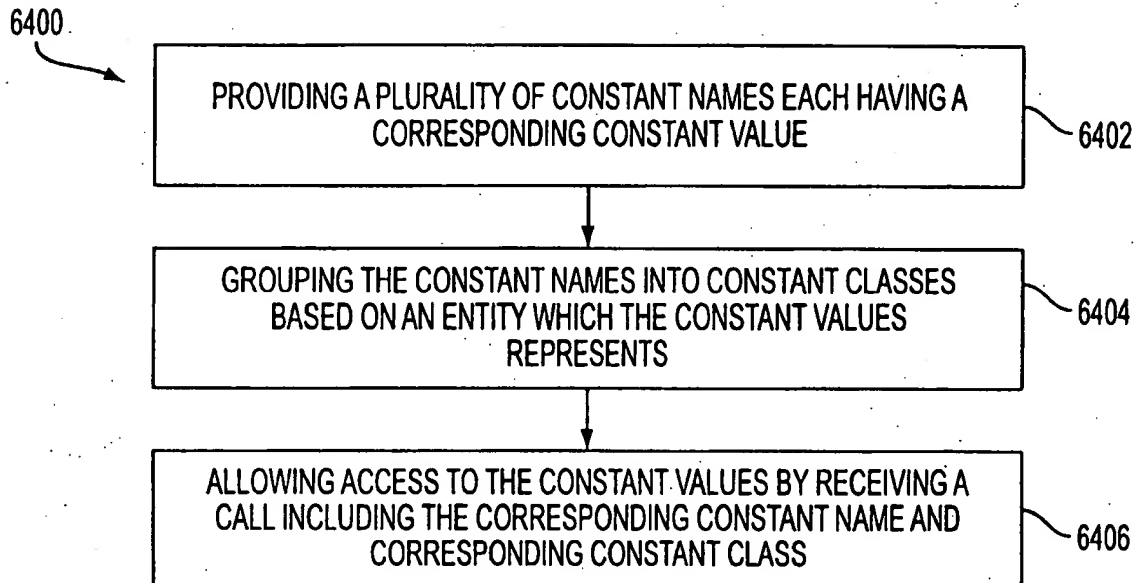 6400
PROVIDING A PLURALITY OF CONSTANT NAMES EACH HAVING A
CORRESPONDING CONSTANT VALUE
6402
GROUPING THE CONSTANT NAMES INTO CONSTANT CLASSES
BASED ON AN ENTITY WHICH THE CONSTANT VALUES
REPRESENTS
6404
ALLOWING ACCESS TO THE CONSTANT VALUES BY RECEIVING A
CALL INCLUDING THE CORRESPONDING CONSTANT NAME AND
CORRESPONDING CONSTANT CLASS
6406